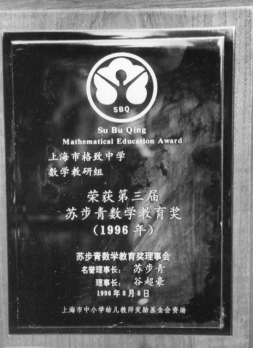 SBQ
Su Bu Qing
Mathematical Education Award
上海市格致中学
数学教研组
荣获第三届
苏步青数学教育奖
(1996年)
苏步青数学教育奖理事会
名誉理事长: 苏步青
理事长: 谷超豪
1996年8月8日
上海市中小学幼儿教师奖励基金会资助